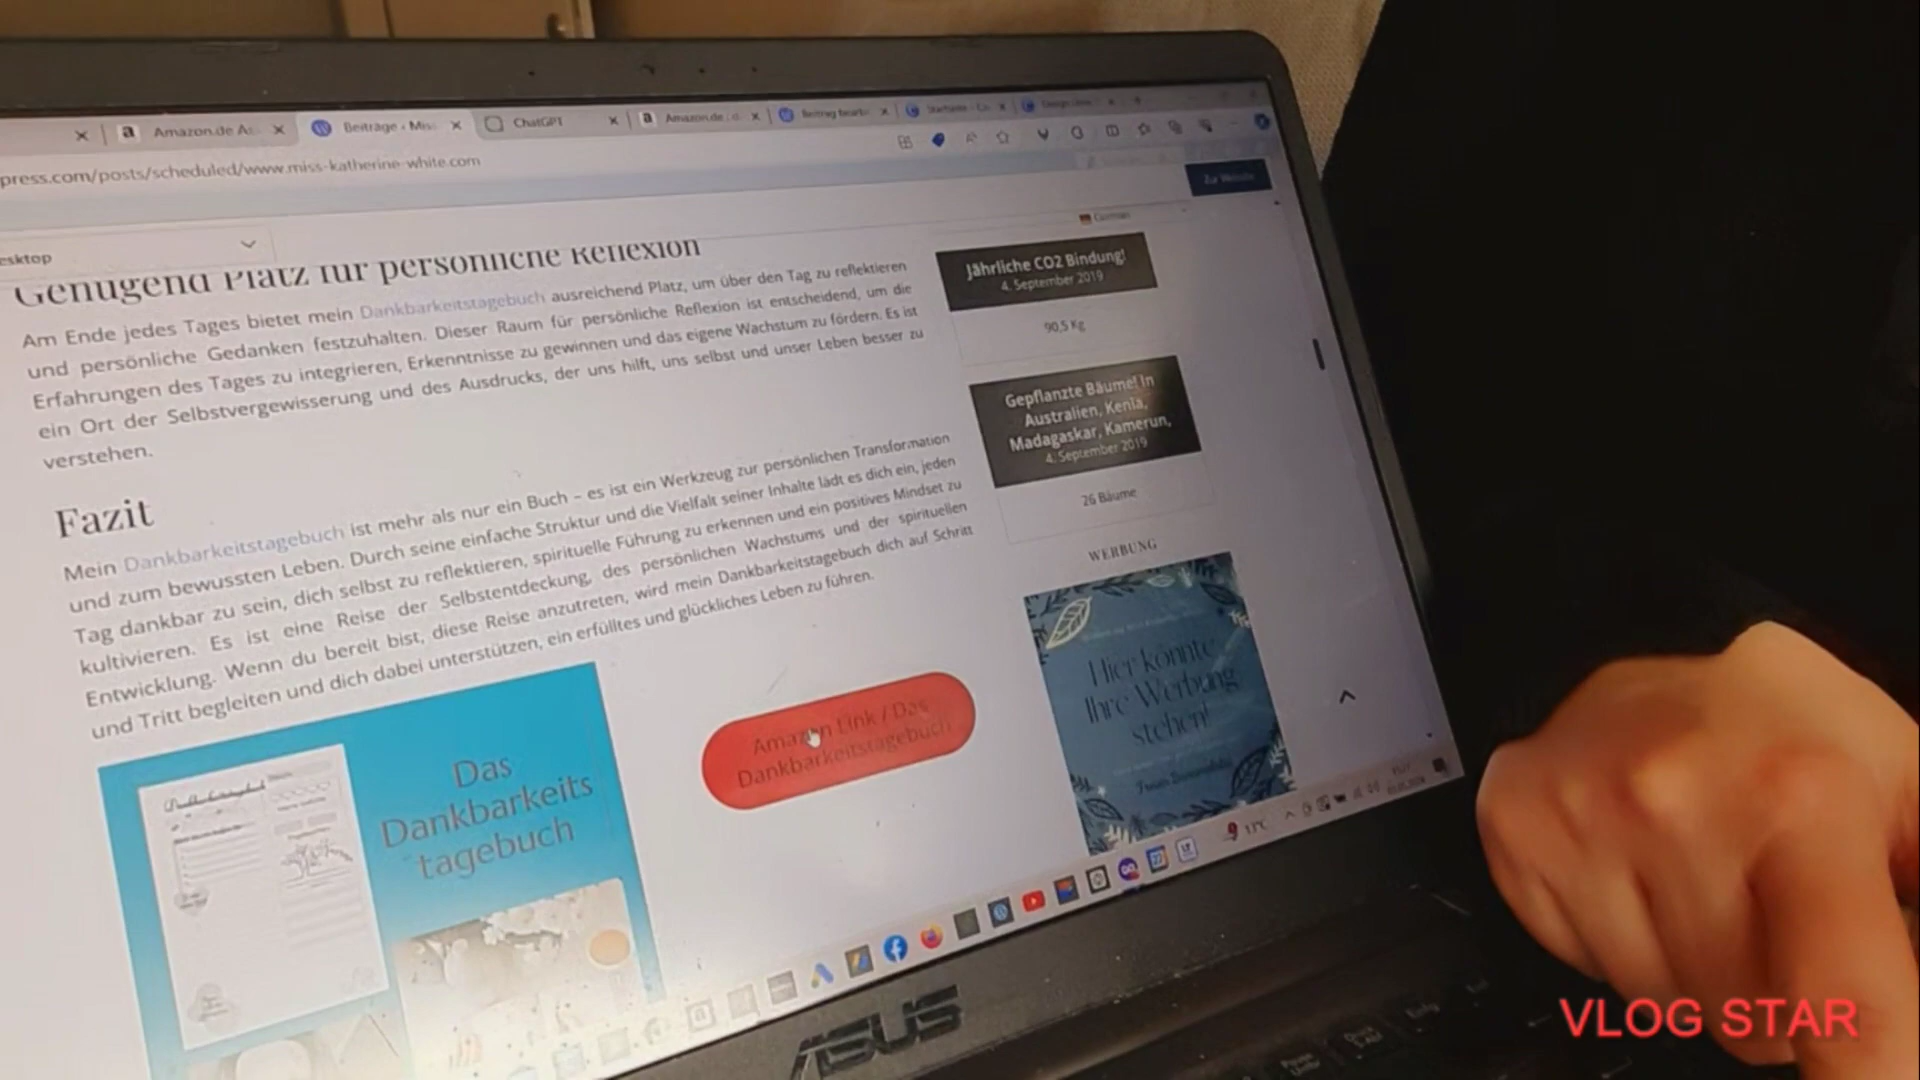 Amazon.de As
Beiträge ‹ Miss
ChatGPT
Amazon.de : d
Beitrag bearb
press.com/posts/scheduled/www.miss-katherine-white.com
Zur Website
esktop
German
Genügend Platz für persönliche Reflexion
Am Ende jedes Tages bietet mein Dankbarkeitstagebuch ausreichend Platz, um über den Tag zu reflektieren
und persönliche Gedanken festzuhalten. Dieser Raum für persönliche Reflexion ist entscheidend, um die
Erfahrungen des Tages zu integrieren, Erkenntnisse zu gewinnen und das eigene Wachstum zu fördern. Es ist
ein Ort der Selbstvergewisserung und des Ausdrucks, der uns hilft, uns selbst und unser Leben besser zu
verstehen.
Fazit
Mein Dankbarkeitstagebuch ist mehr als nur ein Buch – es ist ein Werkzeug zur persönlichen Transformation
und zum bewussten Leben. Durch seine einfache Struktur und die Vielfalt seiner Inhalte lädt es dich ein, jeden
Tag dankbar zu sein, dich selbst zu reflektieren, spirituelle Führung zu erkennen und ein positives Mindset zu
kultivieren. Es ist eine Reise der Selbstentdeckung, des persönlichen Wachstums und der spirituellen
Entwicklung. Wenn du bereit bist, diese Reise anzutreten, wird mein Dankbarkeitstagebuch dich auf Schritt
und Tritt begleiten und dich dabei unterstützen, ein erfülltes und glückliches Leben zu führen.
Das
Dankbarkeits
tagebuch
Amazon Link / Das
Dankbarkeitstagebuch
Jährliche CO2 Bindung!
4. September 2019
90,5 Kg
Gepflanzte Bäume! In
Australien, Kenia,
Madagaskar, Kamerun,
4. September 2019
26 Bäume
WERBUNG
Hier könnte
Ihre Werbung
stehen!
11°C
ASUS
VLOG STAR